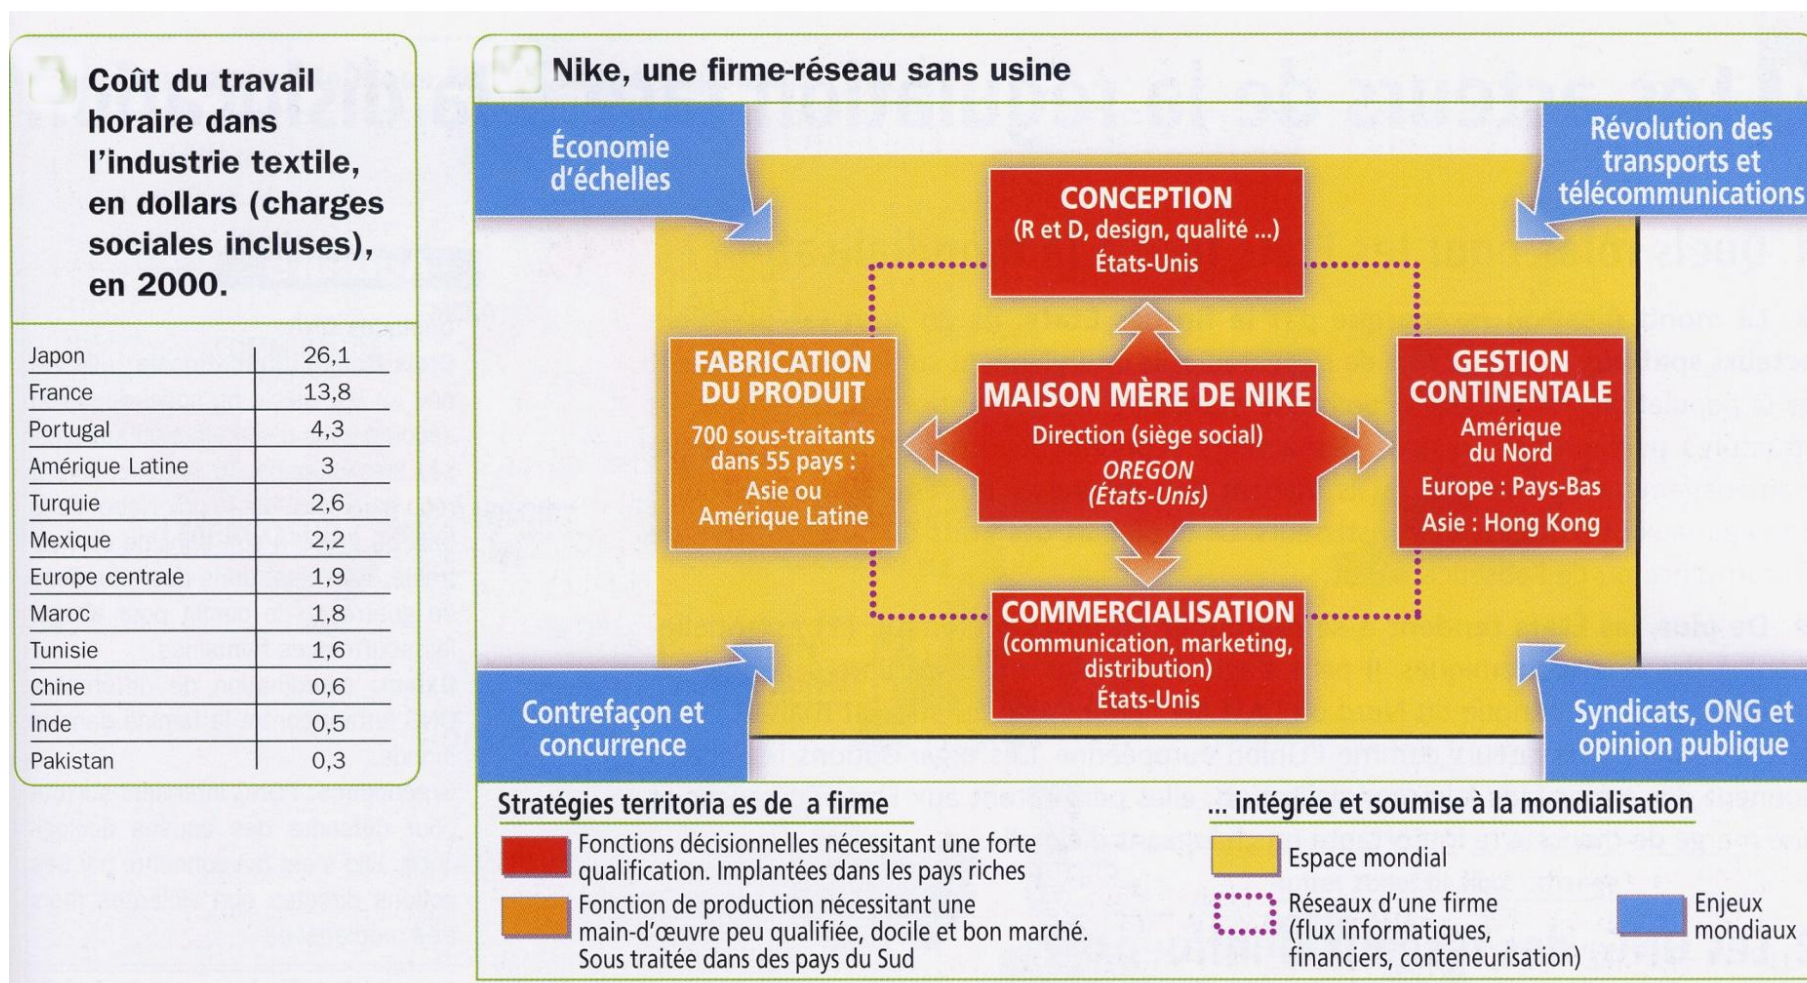 Coût du travail
horaire dans
l'industrie textile,
en dollars (charges
sociales incluses),
en 2000.
Japon 26,1
France 13,8
Portugal 4,3
Amérique Latine 3
Turquie 2,6
Mexique 2,2
Europe centrale 1,9
Maroc 1,8
Tunisie 1,6
Chine 0,6
Inde 0,5
Pakistan 0,3
Nike, une firme-réseau sans usine
Économie
d'échelles
Révolution des
transports et
télécommunications
CONCEPTION
(R et D, design, qualité ...)
États-Unis
FABRICATION
DU PRODUIT
700 sous-traitants
dans 55 pays :
Asie ou
Amérique Latine
MAISON MÈRE DE NIKE
Direction (siège social)
OREGON
(États-Unis)
GESTION
CONTINENTALE
Amérique
du Nord
Europe : Pays-Bas
Asie : Hong Kong
COMMERCIALISATION
(communication, marketing,
distribution)
États-Unis
Contrefaçon et
concurrence
Syndicats, ONG et
opinion publique
Stratégies territoria es de a firme
Fonctions décisionnelles nécessitant une forte
qualification. Implantées dans les pays riches
Fonction de production nécessitant une
main-d'œuvre peu qualifiée, docile et bon marché.
Sous traitée dans des pays du Sud
... intégrée et soumise à la mondialisation
Espace mondial
Réseaux d'une firme
(flux informatiques,
financiers, conteneurisation)
Enjeux
mondiaux